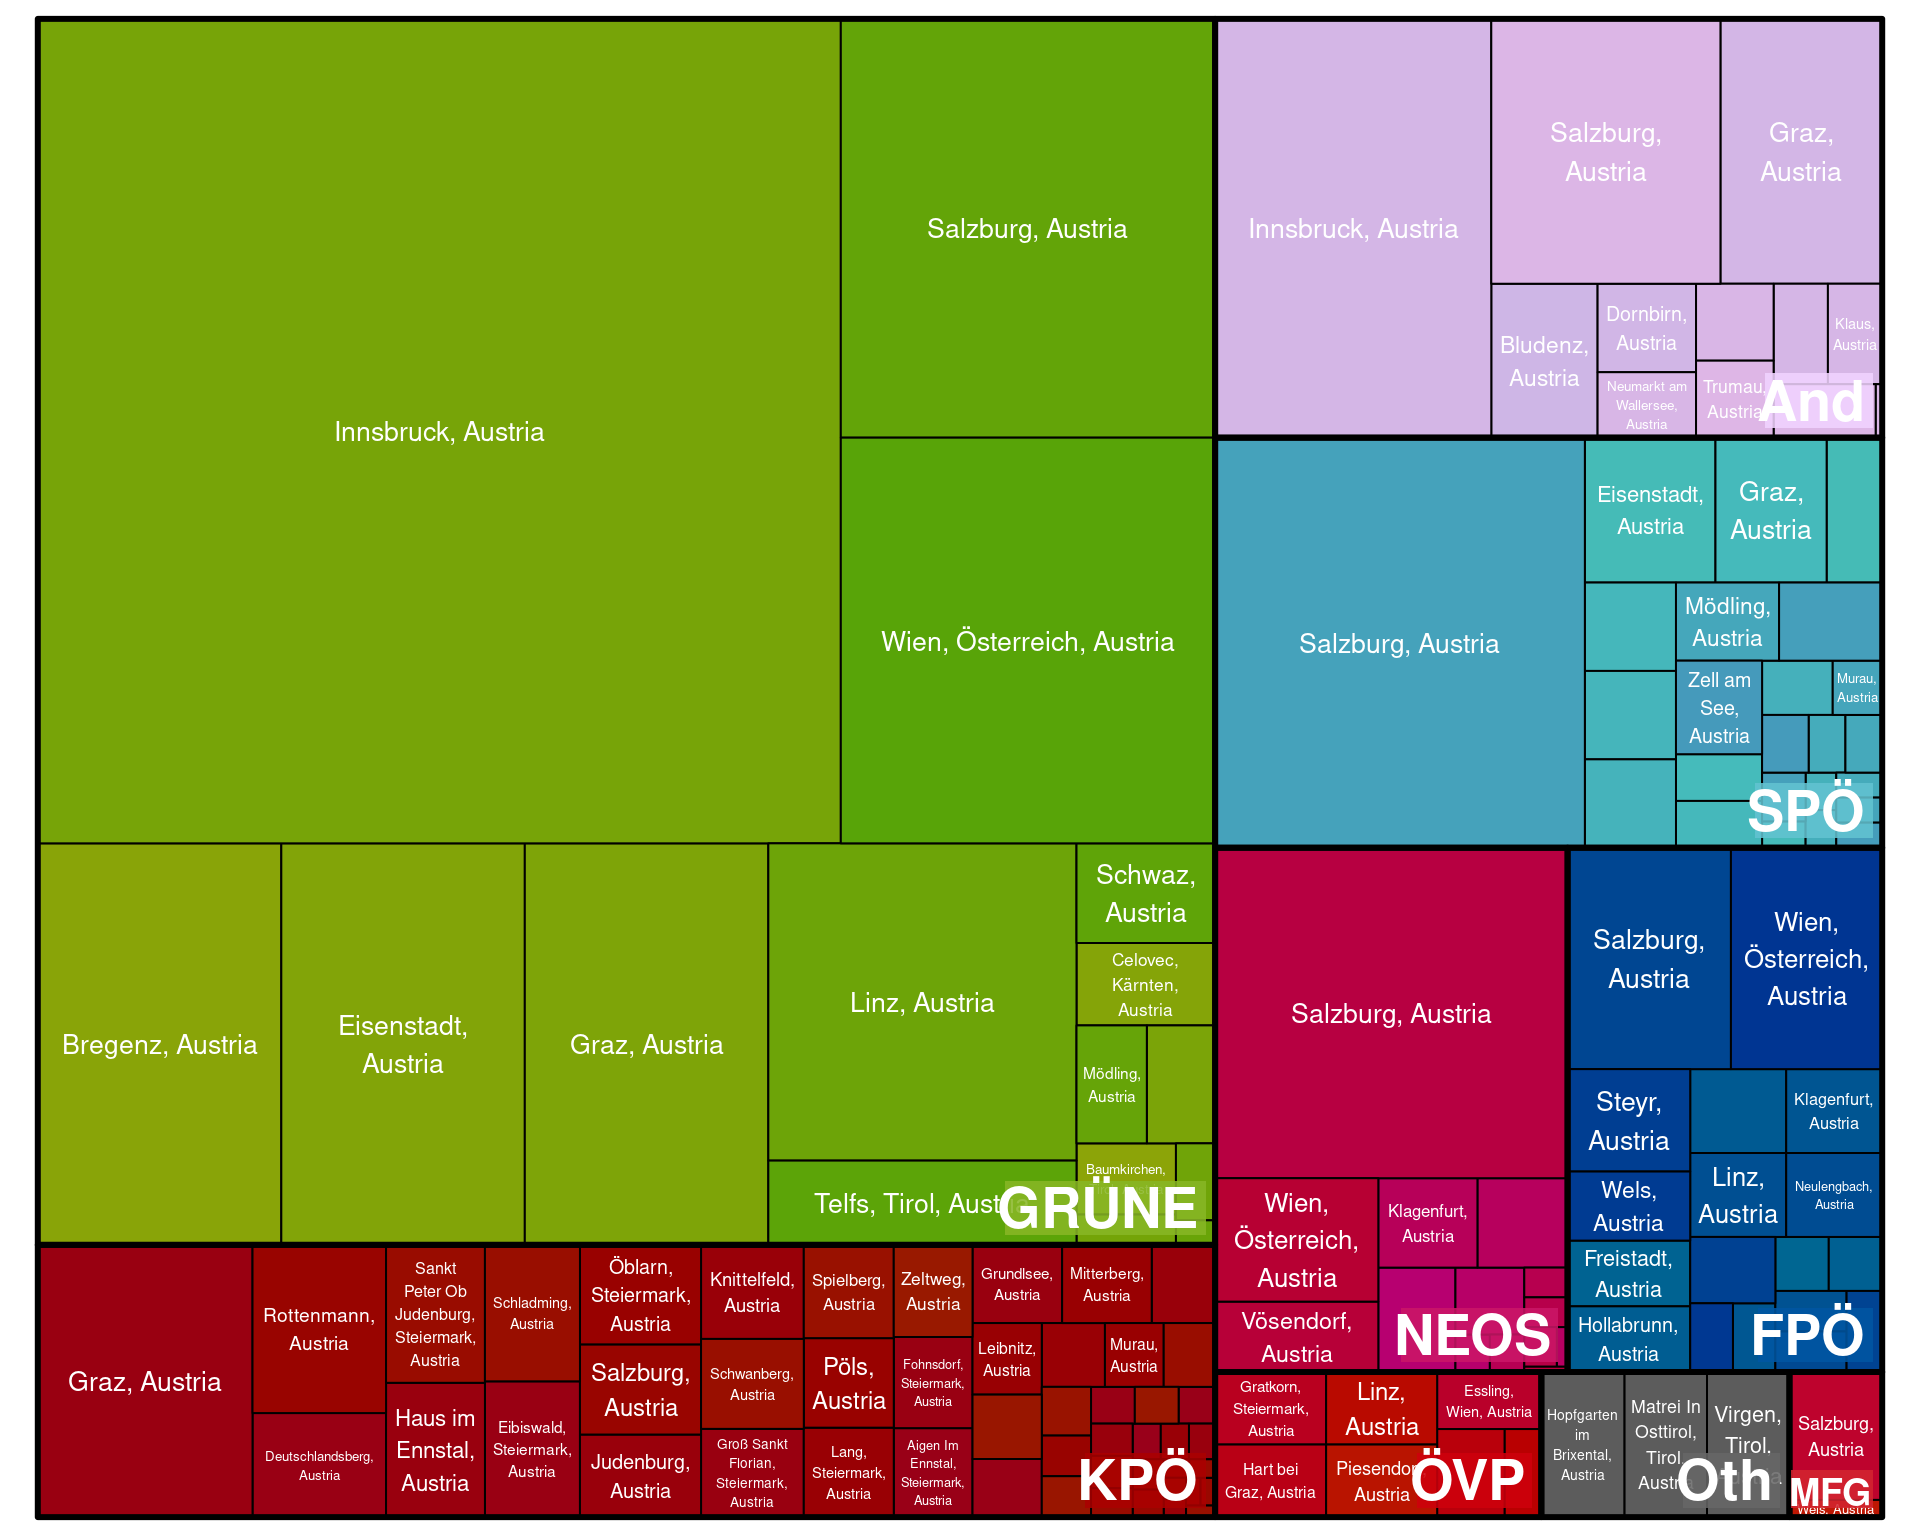 Innsbruck, Austria
Salzburg, Austria
Wien, Österreich, Austria
Bregenz, Austria
Eisenstadt,
Austria
Graz, Austria
Linz, Austria
Telfs, Tirol, Aust
Schwaz,
Austria
Celovec,
Kärnten,
Austria
Mödling,
Austria
Baumkirchen,
GRÜNE
Innsbruck, Austria
Salzburg,
Austria
Graz,
Austria
Bludenz,
Austria
Dornbirn,
Austria
Neumarkt am
Wallersee,
Austria
Trumau,
Austria
Klaus,
Austria
And
Salzburg, Austria
Eisenstadt,
Austria
Graz,
Austria
Mödling,
Austria
Zell am
See,
Austria
Murau,
Austria
SPÖ
Salzburg, Austria
Wien,
Österreich,
Austria
Vösendorf,
Austria
Klagenfurt,
Austria
NEOS
Salzburg,
Austria
Wien,
Österreich,
Austria
Steyr,
Austria
Wels,
Austria
Freistadt,
Austria
Hollabrunn,
Austria
Klagenfurt,
Austria
Linz,
Austria
Neulengbach,
Austria
FPÖ
Graz, Austria
Rottenmann,
Austria
Deutschlandsberg,
Austria
Sankt
Peter Ob
Judenburg,
Steiermark,
Austria
Haus im
Ennstal,
Austria
Schladming,
Austria
Eibiswald,
Steiermark,
Austria
Öblarn,
Steiermark,
Austria
Salzburg,
Austria
Judenburg,
Austria
Knittelfeld,
Austria
Schwanberg,
Austria
Groß Sankt
Florian,
Steiermark,
Austria
Spielberg,
Austria
Pöls,
Austria
Lang,
Steiermark,
Austria
Zeltweg,
Austria
Fohnsdorf,
Steiermark,
Austria
Aigen Im
Ennstal,
Steiermark,
Austria
Grundlsee,
Austria
Mitterberg,
Austria
Leibnitz,
Austria
Murau,
Austria
KPÖ
Gratkorn,
Steiermark,
Austria
Hart bei
Graz, Austria
Linz,
Austria
Piesendor
Austria
Essling,
Wien, Austria
ÖVP
Hopfgarten
im
Brixental,
Austria
Matrei In
Osttirol,
Tirol,
Austria
Virgen,
Tirol,
Oth
Salzburg,
Austria
Wels, Austria
MFG